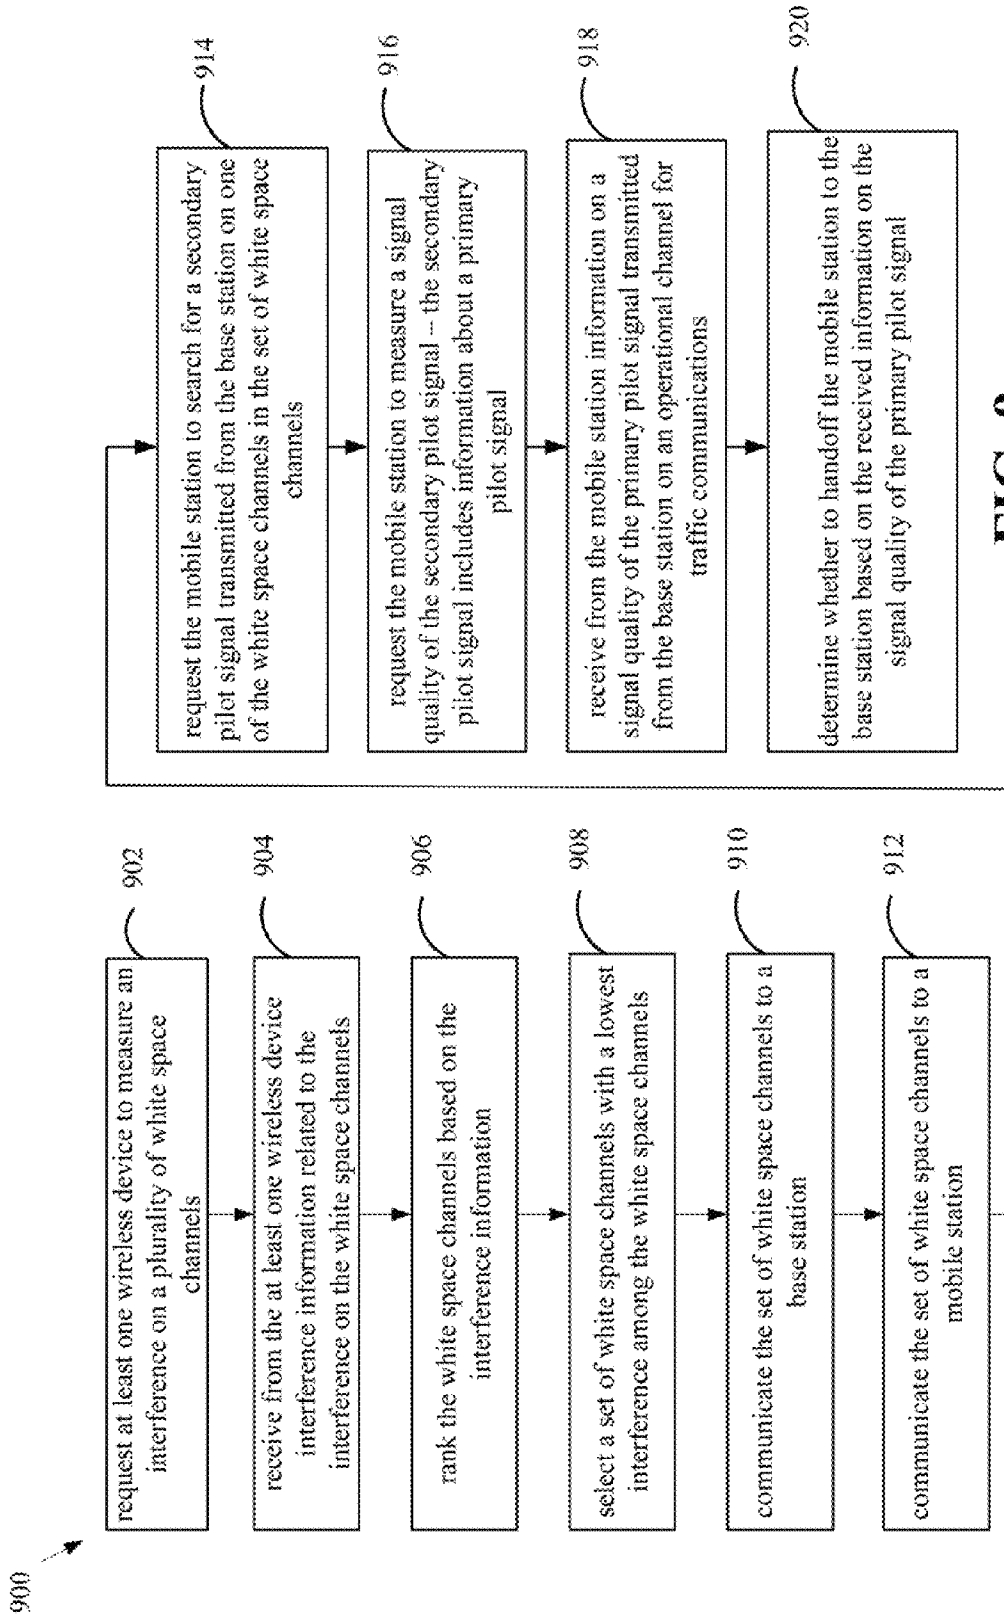 900
request at least one wireless device to measure an
interference on a plurality of white space
channels
902
receive from the at least one wireless device
interference information related to the
interference on the white space channels
904
rank the white space channels based on the
interference information
906
select a set of white space channels with a lowest
interference among the white space channels
908
communicate the set of white space channels to a
base station
910
communicate the set of white space channels to a
mobile station
912
request the mobile station to search for a secondary
pilot signal transmitted from the base station on one
of the white space channels in the set of white space
channels
914
request the mobile station to measure a signal
quality of the secondary pilot signal – the secondary
pilot signal includes information about a primary
pilot signal
916
receive from the mobile station information on a
signal quality of the primary pilot signal transmitted
from the base station on an operational channel for
traffic communications
918
determine whether to handoff the mobile station to the
base station based on the received information on the
signal quality of the primary pilot signal
920